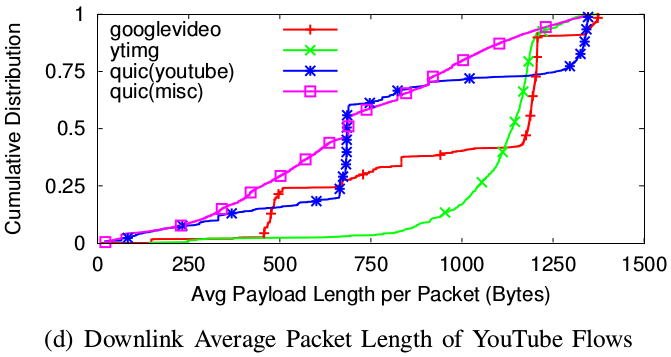 googlevideo
ytimg
quic(youtube)
quic(misc)
Cumulative Distribution
1
0.75
0.5
0.25
0
0 250 500 750 1000 1250 1500
Avg Payload Length per Packet (Bytes)
(d) Downlink Average Packet Length of YouTube Flows